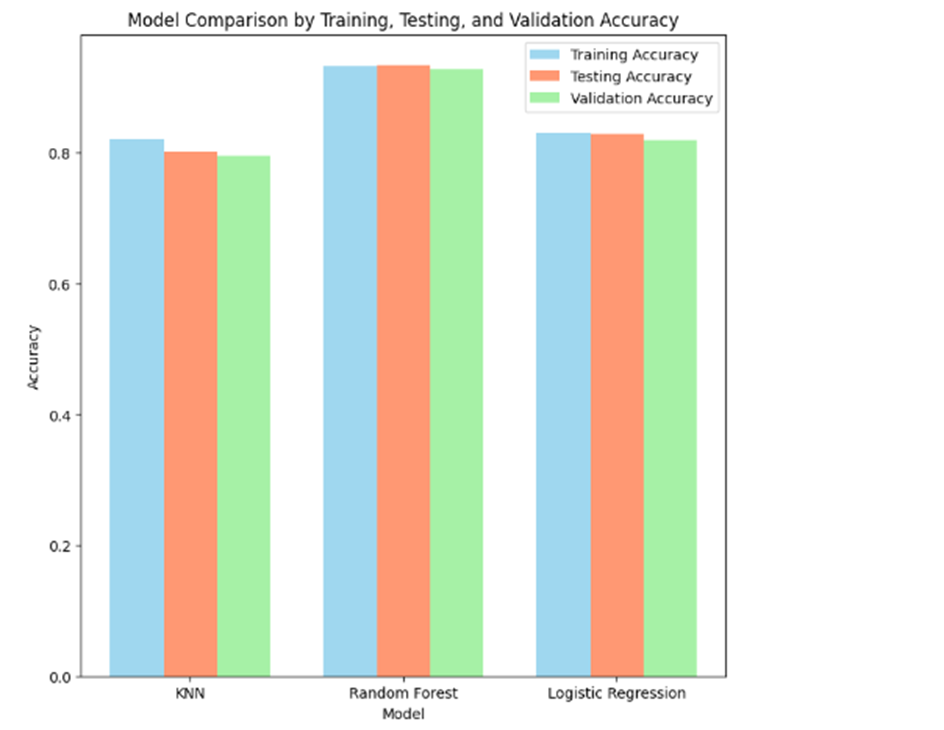 Model Comparison by Training, Testing, and Validation Accuracy
Training Accuracy
Testing Accuracy
Validation Accuracy
0.8
0.6
0.4
0.2
0.0
Accuracy
KNN
Random Forest
Logistic Regression
Model